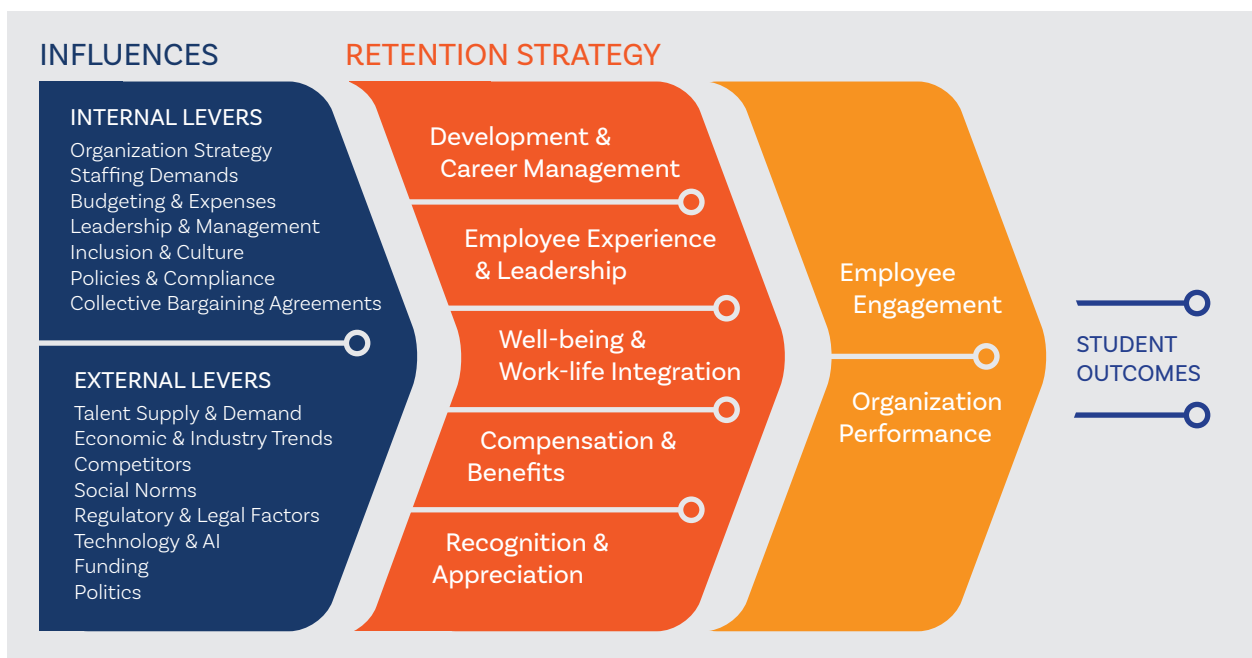 INFLUENCES
RETENTION STRATEGY
INTERNAL LEVERS
Organization Strategy
Staffing Demands
Budgeting & Expenses
Leadership & Management
Inclusion & Culture
Policies & Compliance
Collective Bargaining Agreements
EXTERNAL LEVERS
Talent Supply & Demand
Economic & Industry Trends
Competitors
Social Norms
Regulatory & Legal Factors
Technology & AI
Funding
Politics
Development &
Career Management
Employee Experience
& Leadership
Well-being &
Work-life Integration
Compensation &
Benefits
Recognition &
Appreciation
Employee
Engagement
Organization
Performance
STUDENT
OUTCOMES